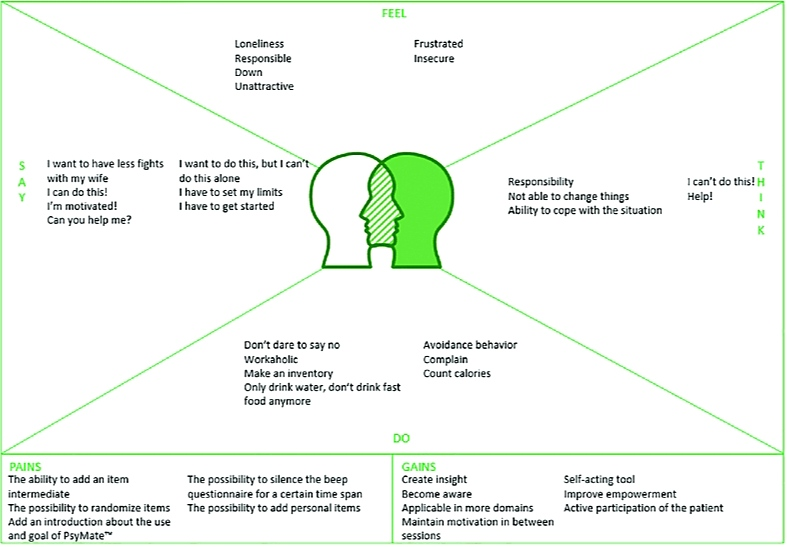 FEEL
Loneliness
Responsible
Down
Unattractive
Frustrated
Insecure
SAY
I want to have less fights
with my wife
I can do this!
I'm motivated!
Can you help me?
I want to do this, but I can't
do this alone
I have to set my limits
I have to get started
Responsibility
Not able to change things
Ability to cope with the situation
I can't do this!
Help!
THINK
Don't dare to say no
Workaholic
Make an inventory
Only drink water, don't drink fast
food anymore
Avoidance behavior
Complain
Count calories
DO
PAINS
The ability to add an item
intermediate
The possibility to randomize items
Add an introduction about the use
and goal of PsyMate™
The possibility to silence the beep
questionnaire for a certain time span
The possibility to add personal items
GAINS
Create insight
Become aware
Applicable in more domains
Maintain motivation in between
sessions
Self-acting tool
Improve empowerment
Active participation of the patient